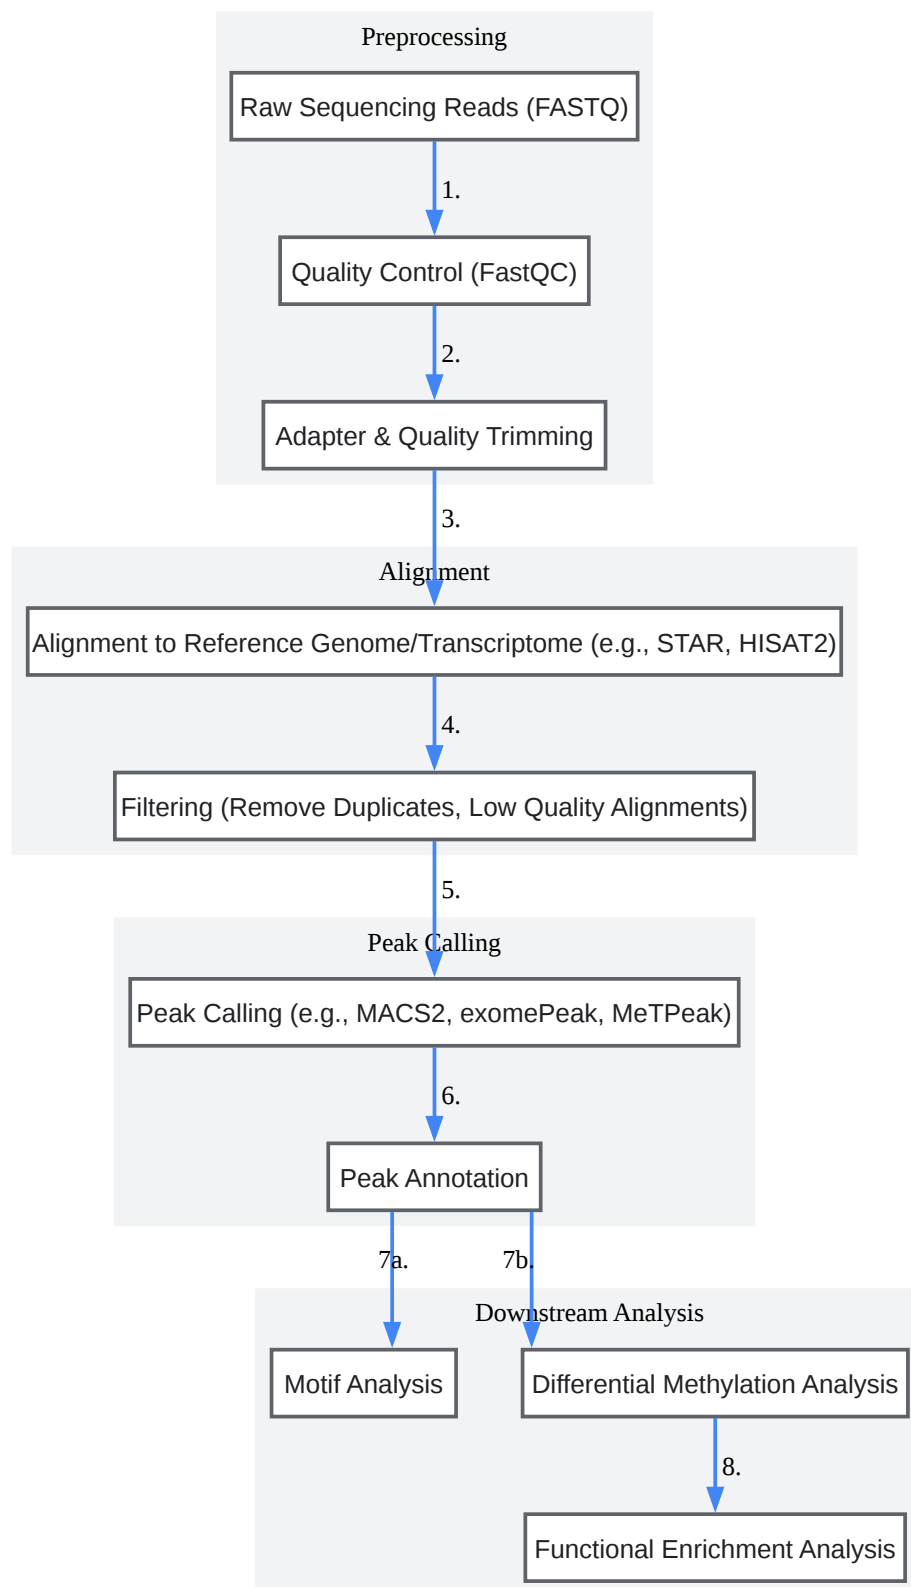 Preprocessing
Raw Sequencing Reads (FASTQ)
1.
Quality Control (FastQC)
2.
Adapter & Quality Trimming
3.
Alignment
Alignment to Reference Genome/Transcriptome (e.g., STAR, HISAT2)
4.
Filtering (Remove Duplicates, Low Quality Alignments)
5.
Peak Calling
Peak Calling (e.g., MACS2, exomePeak, MeTPeak)
6.
Peak Annotation
7a.
7b.
Downstream Analysis
Motif Analysis
Differential Methylation Analysis
8.
Functional Enrichment Analysis